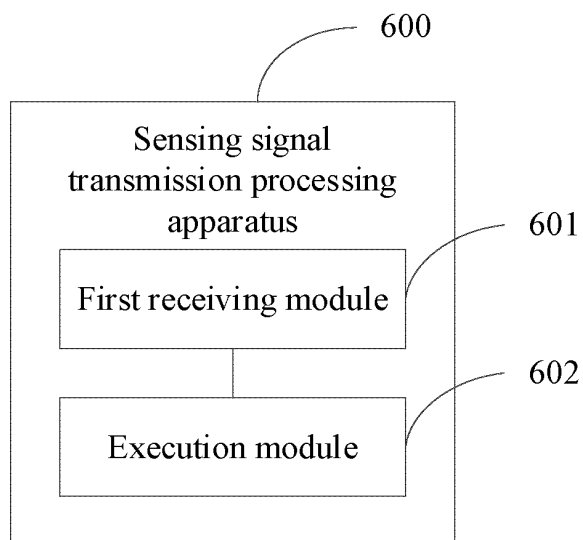 600
Sensing signal
transmission processing
apparatus
601
First receiving module
602
Execution module